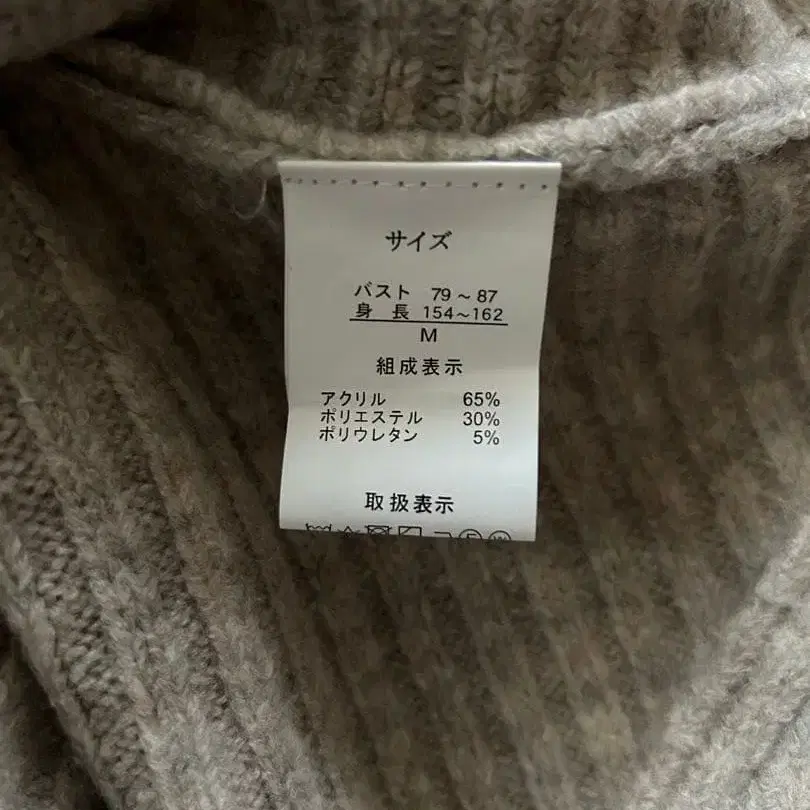 サイズ
バスト 79～87
身 長 154～162
M
組成表示
アクリル 65%
ポリエステル 30%
ポリウレタン 5%
取扱表示